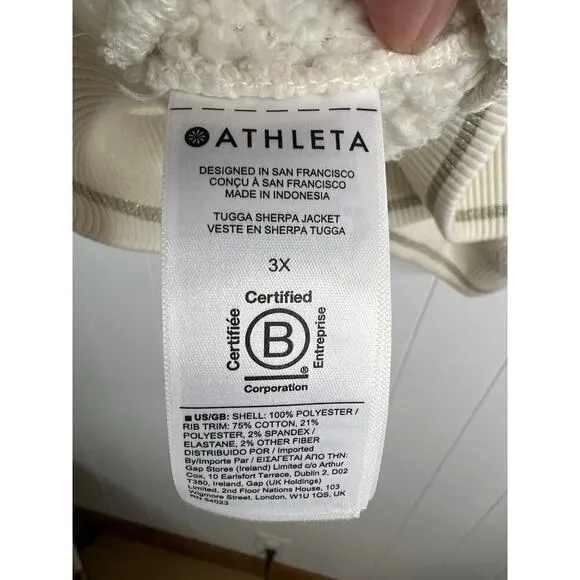 ATHLETA
DESIGNED IN SAN FRANCISCO
CONÇU À SAN FRANCISCO
MADE IN INDONESIA
TUGGA SHERPA JACKET
VESTE EN SHERPA TUGGA
3X
Certified
Certifiée
B
Entreprise
®
Corporation
■ US/GB: SHELL: 100% POLYESTER /
RIB TRIM: 75% COTTON, 21%
POLYESTER, 2% SPANDEX /
ELASTANE, 2% OTHER FIBER
DISTRIBUIDO POR / Imported
By/Importe Par / ΕΙΣΑΓΕΤΑΙ ΑΠΟ ΤΗΝ:
Gap Stores (Ireland) Limited c/o Arthur
Cox, 10 Earlsfort Terrace, Dublin 2, D02
T380, Ireland, Gap (UK Holdings)
Limited, 2nd Floor Nations House, 103
Wigmore Street, London, W1U 1QS, UK
RN 54023